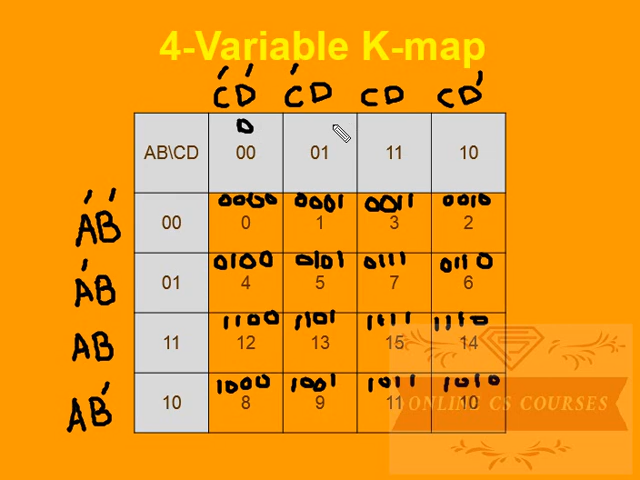 4-Variable K-map
C'D' C'D CD CD'
0
AB\CD 00 01 11 10
0000 0001 0011 0010
A'B' 00 0 1 3 2
0100 0101 0111 0110
A'B 01 4 5 7 6
1100 1101 1111 1110
AB 11 12 13 15 14
1000 1001 1011 1010
AB' 10 8 9 11 10
ONLINE CS COURSES